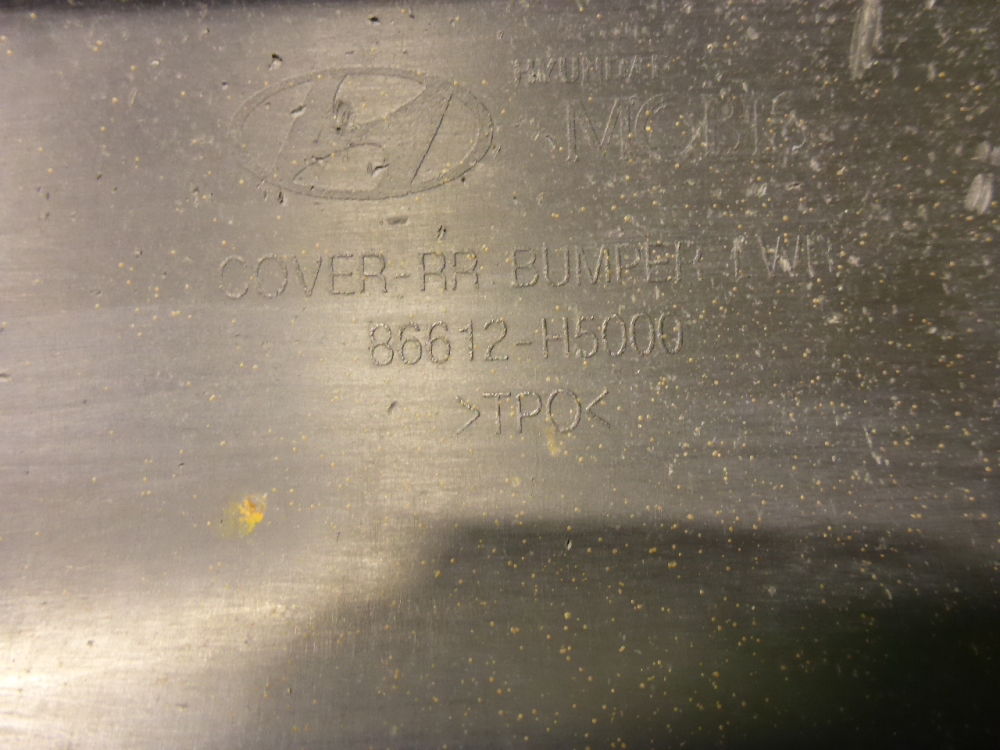 HYUNDAI
MOBIS
COVER-RR BUMPER LWR
86612-H5000
>TPO<